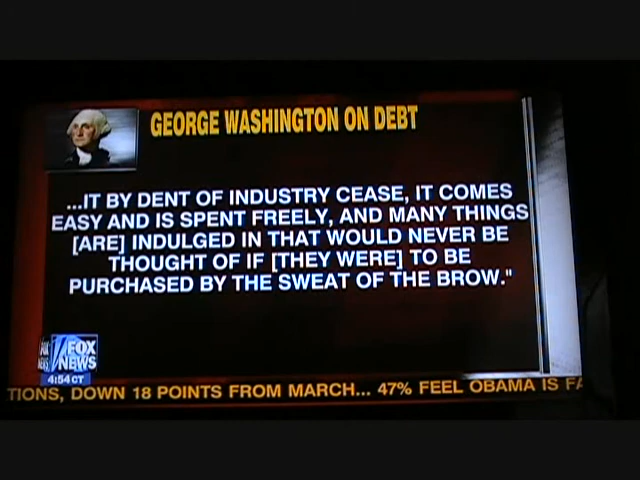 GEORGE WASHINGTON ON DEBT
...IT BY DENT OF INDUSTRY CEASE, IT COMES
EASY AND IS SPENT FREELY, AND MANY THINGS
[ARE] INDULGED IN THAT WOULD NEVER BE
THOUGHT OF IF [THEY WERE] TO BE
PURCHASED BY THE SWEAT OF THE BROW."
FOX
NEWS
4:54 CT
TIONS, DOWN 18 POINTS FROM MARCH... 47% FEEL OBAMA IS FA